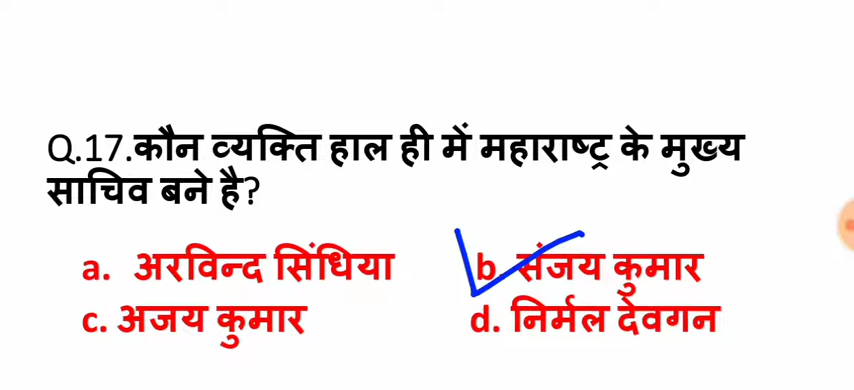 Q.17.कौन व्यक्ति हाल ही में महाराष्ट्र के मुख्य
साचिव बने है?
a. अरविन्द सिंधिया b. संजय कुमार
c. अजय कुमार d. निर्मल देवगन